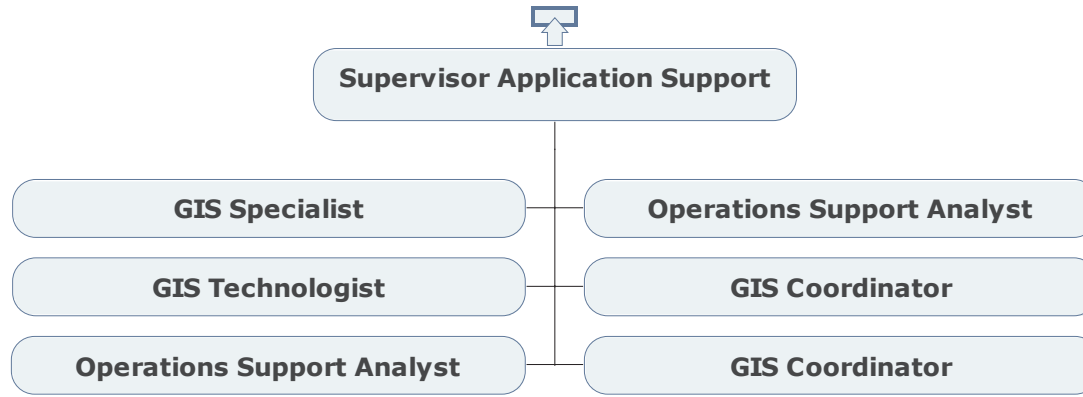 Supervisor Application Support
GIS Specialist
Operations Support Analyst
GIS Technologist
GIS Coordinator
Operations Support Analyst
GIS Coordinator